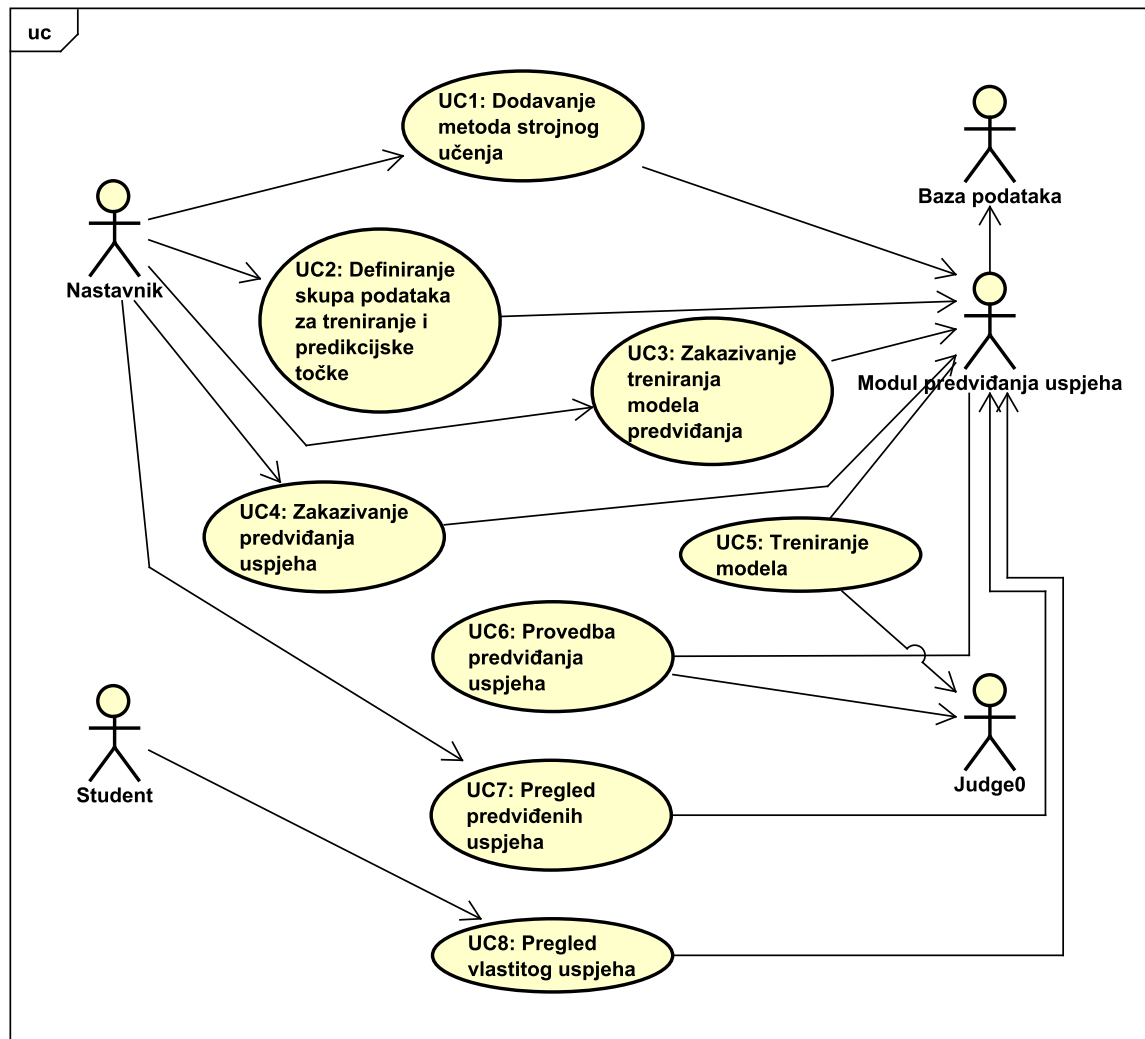 uc
UC1: Dodavanje
metoda strojnog
učenja
Baza podataka
Nastavnik
UC2: Definiranje
skupa podataka
za treniranje i
predikcijske
točke
UC3: Zakazivanje
treniranja
modela
predviđanja
Modul predviđanja uspjeha
UC4: Zakazivanje
predviđanja
uspjeha
UC5: Treniranje
modela
UC6: Provedba
predviđanja
uspjeha
Student
Judge0
UC7: Pregled
predviđenih
uspjeha
UC8: Pregled
vlastitog uspjeha